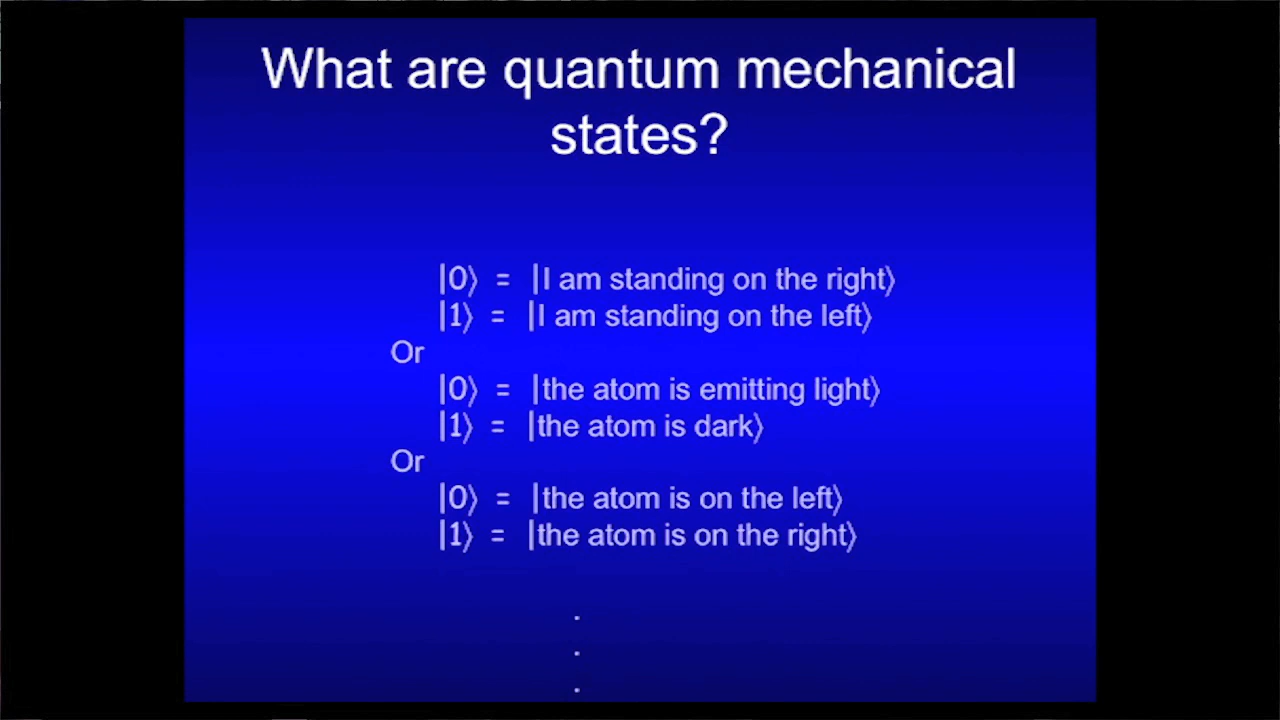 What are quantum mechanical
states?
|0⟩ = |I am standing on the right⟩
|1⟩ = |I am standing on the left⟩
Or
|0⟩ = |the atom is emitting light⟩
|1⟩ = |the atom is dark⟩
Or
|0⟩ = |the atom is on the left⟩
|1⟩ = |the atom is on the right⟩
.
.
.